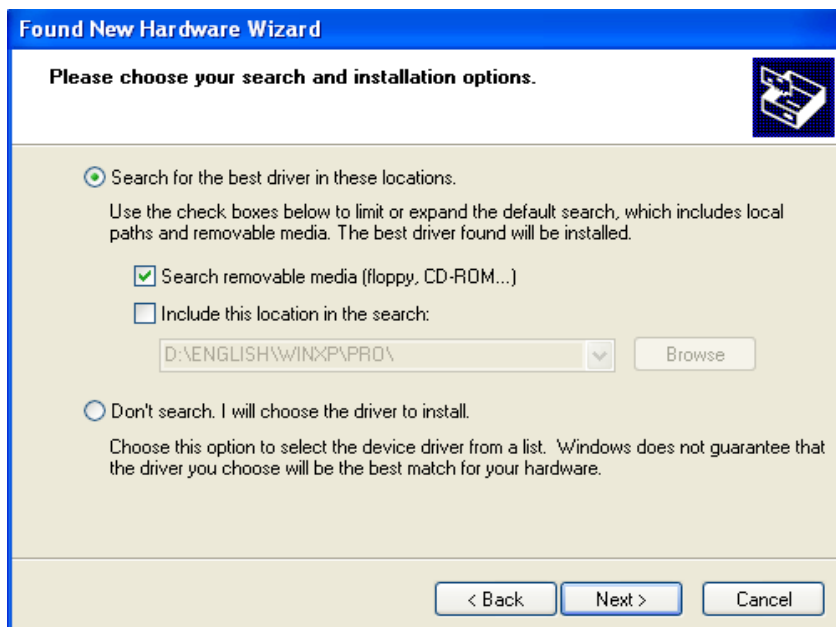 Found New Hardware Wizard
Please choose your search and installation options.
Search for the best driver in these locations.
Use the check boxes below to limit or expand the default search, which includes local
paths and removable media. The best driver found will be installed.
Search removable media (floppy, CD-ROM...)
Include this location in the search:
D:\ENGLISH\WINXP\PRO\
Browse
Don't search. I will choose the driver to install.
Choose this option to select the device driver from a list. Windows does not guarantee that
the driver you choose will be the best match for your hardware.
< Back
Next >
Cancel